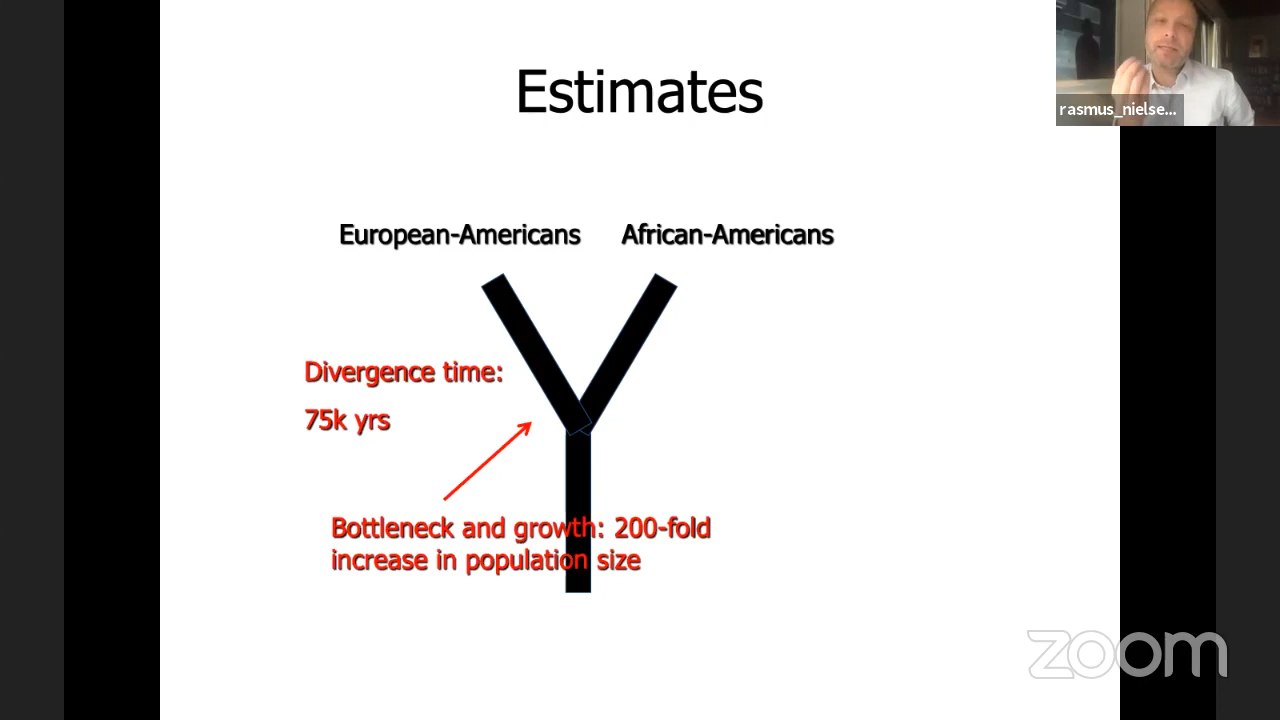 rasmus_nielse...
Estimates
European-Americans African-Americans
Divergence time:
75k yrs
Bottleneck and growth: 200-fold
increase in population size
zoom